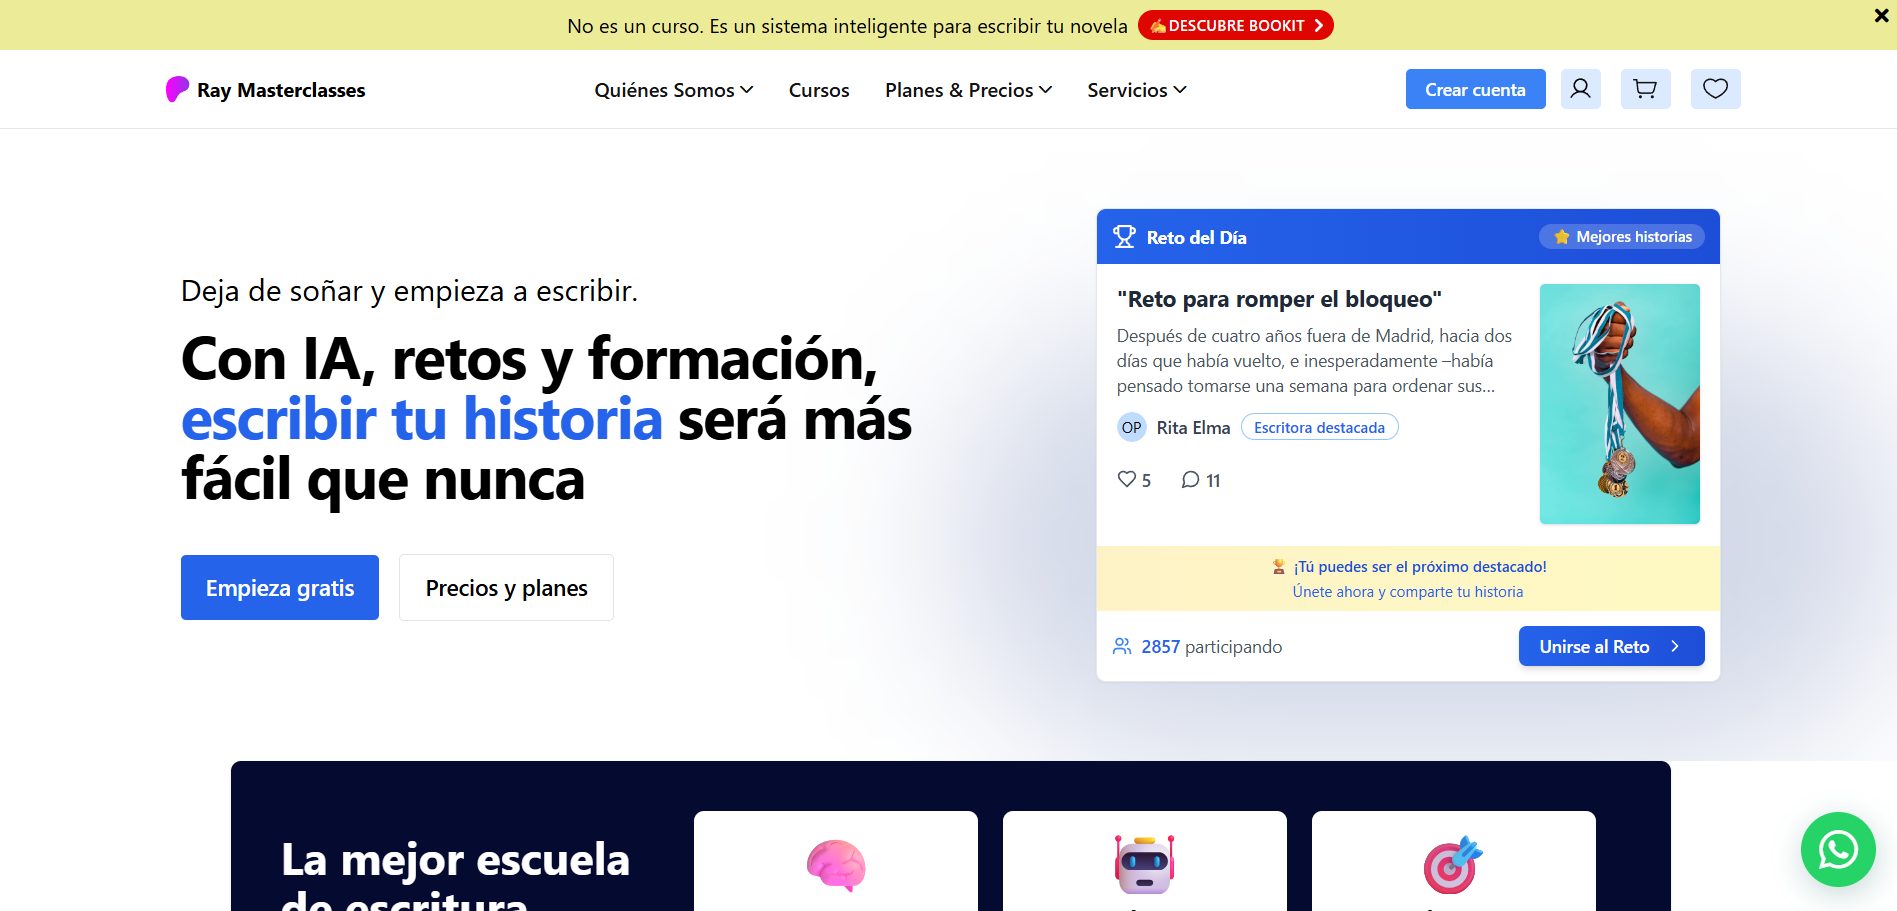 No es un curso. Es un sistema inteligente para escribir tu novela
✍️DESCUBRE BOOKIT
Ray Masterclasses
Quiénes Somos
Cursos
Planes & Precios
Servicios
Crear cuenta
Deja de soñar y empieza a escribir.
Con IA, retos y formación,
escribir tu historia será más
fácil que nunca
Empieza gratis
Precios y planes
Reto del Día
⭐ Mejores historias
"Reto para romper el bloqueo"
Después de cuatro años fuera de Madrid, hacia dos
días que había vuelto, e inesperadamente –había
pensado tomarse una semana para ordenar sus...
OP
Rita Elma
Escritora destacada
5
11
🏆 ¡Tú puedes ser el próximo destacado!
Únete ahora y comparte tu historia
2857 participando
Unirse al Reto
La mejor escuela
de escritura